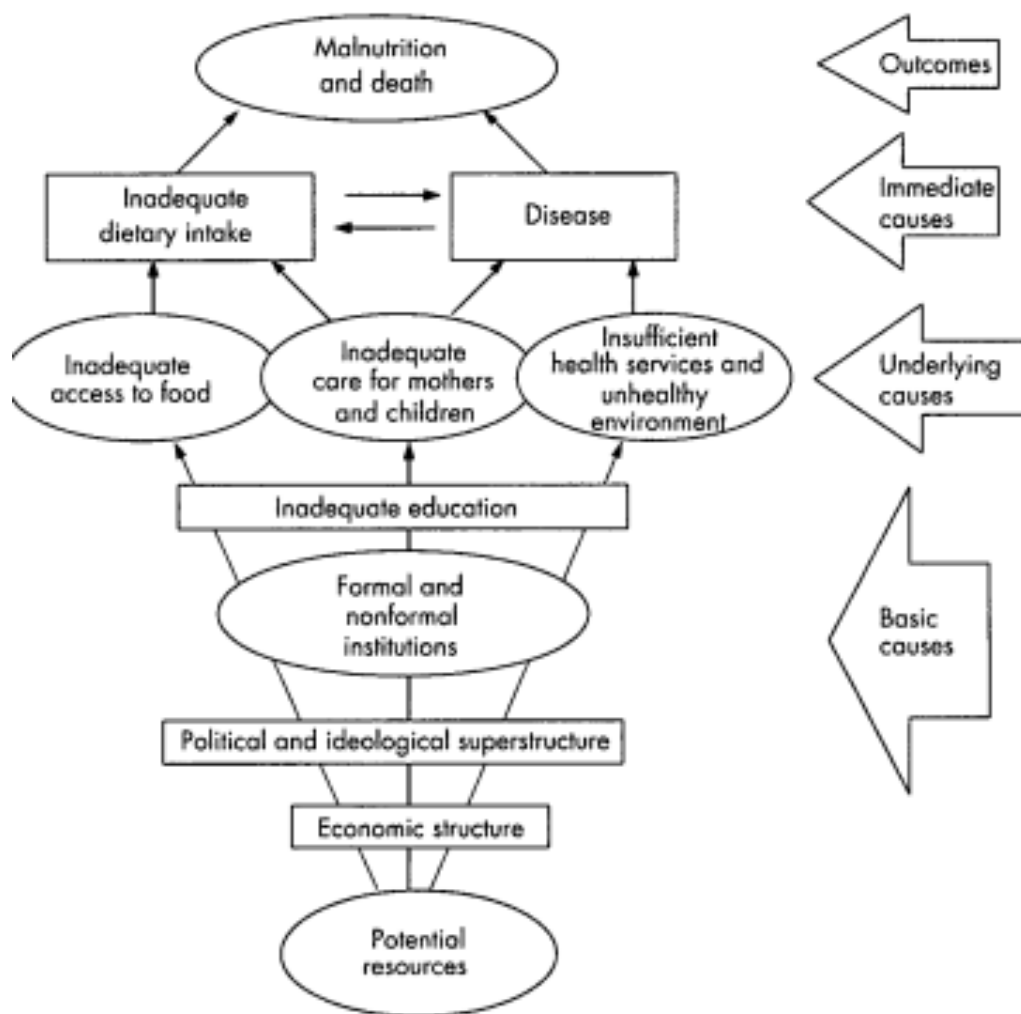 Malnutrition
and death
Outcomes
Inadequate
dietary intake
Disease
Immediate
causes
Inadequate
access to food
Inadequate
care for mothers
and children
Insufficient
health services and
unhealthy
environment
Underlying
causes
Inadequate education
Formal and
nonformal
institutions
Basic
causes
Political and ideological superstructure
Economic structure
Potential
resources